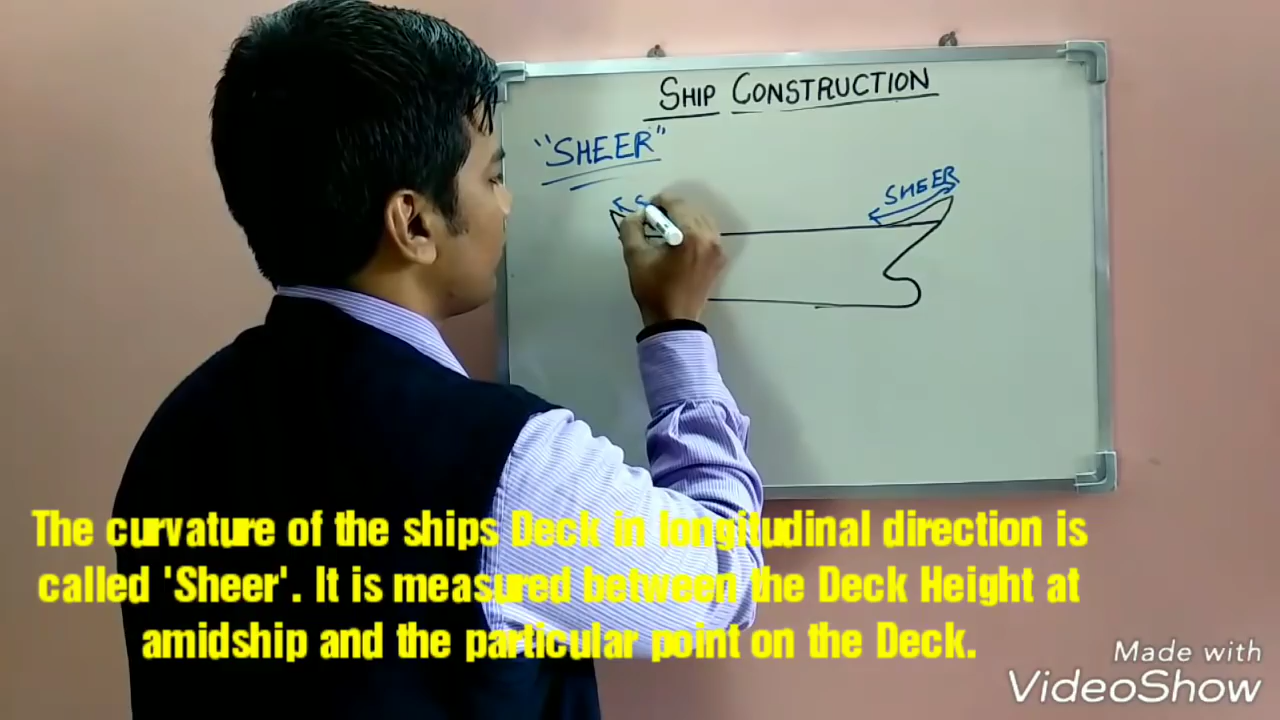 SHIP CONSTRUCTION
"SHEER"
SHEER
S
The curvature of the ships Deck in longitudinal direction is
called 'Sheer'. It is measured between the Deck Height at
amidship and the particular point on the Deck.
Made with
VideoShow